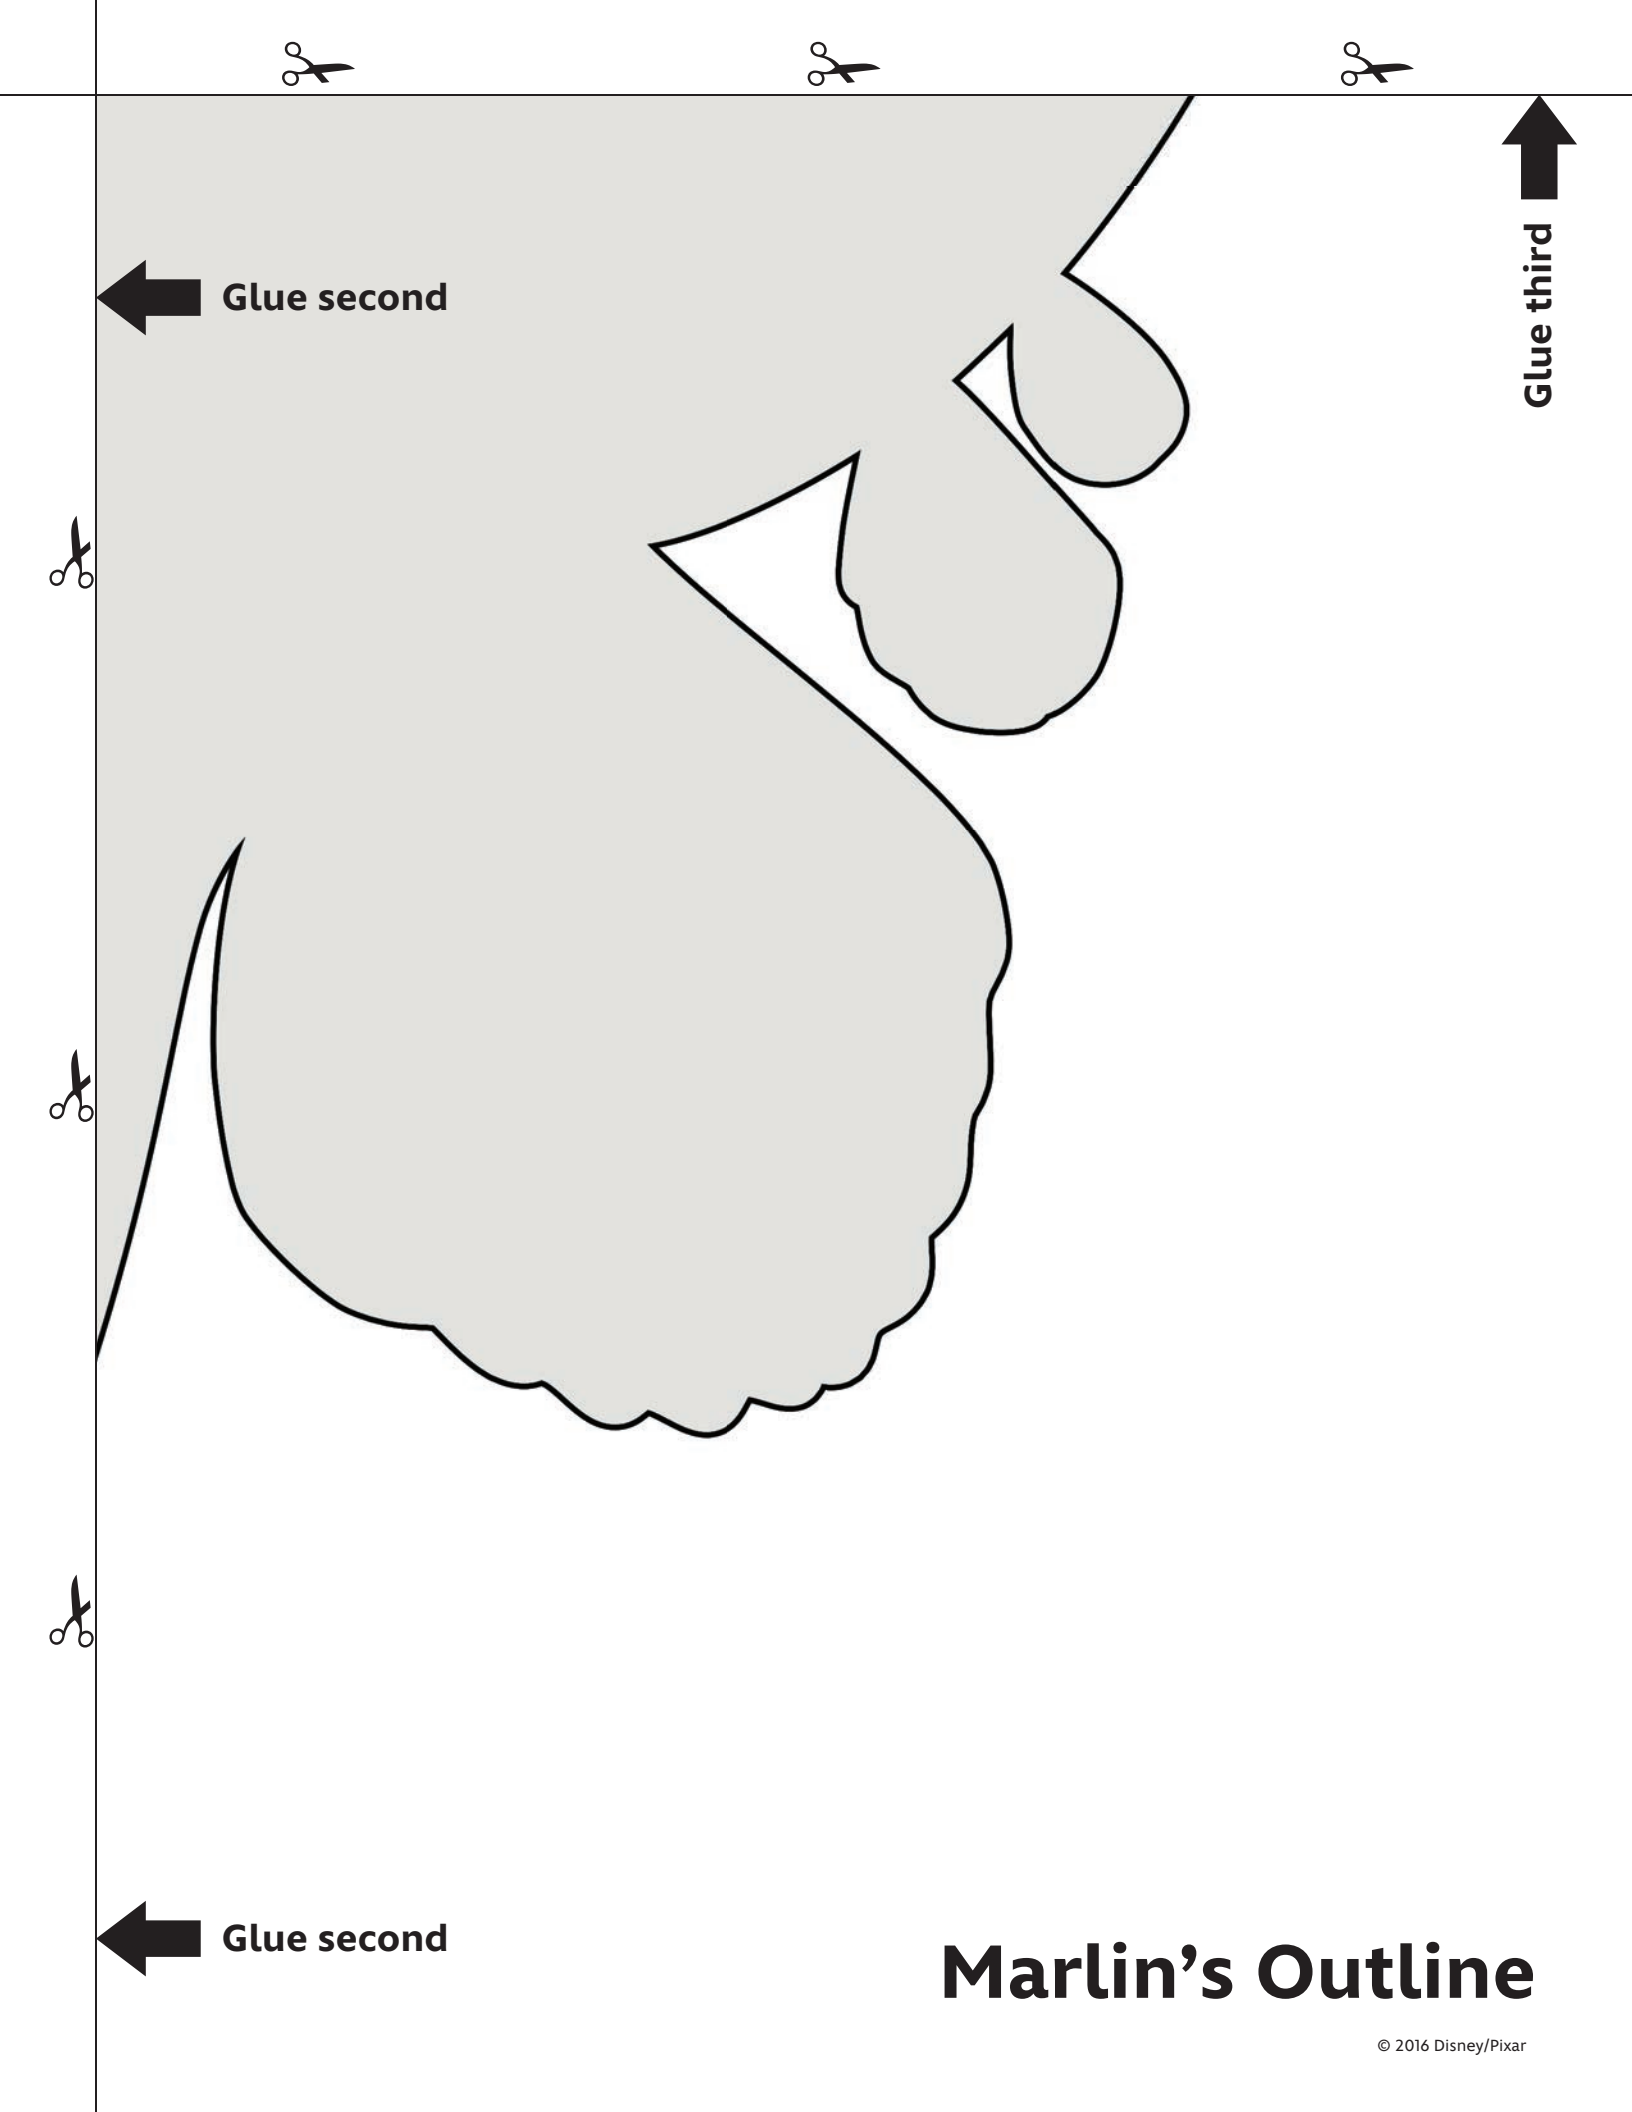 Glue second
Glue third
Glue second
Marlin’s Outline
© 2016 Disney/Pixar